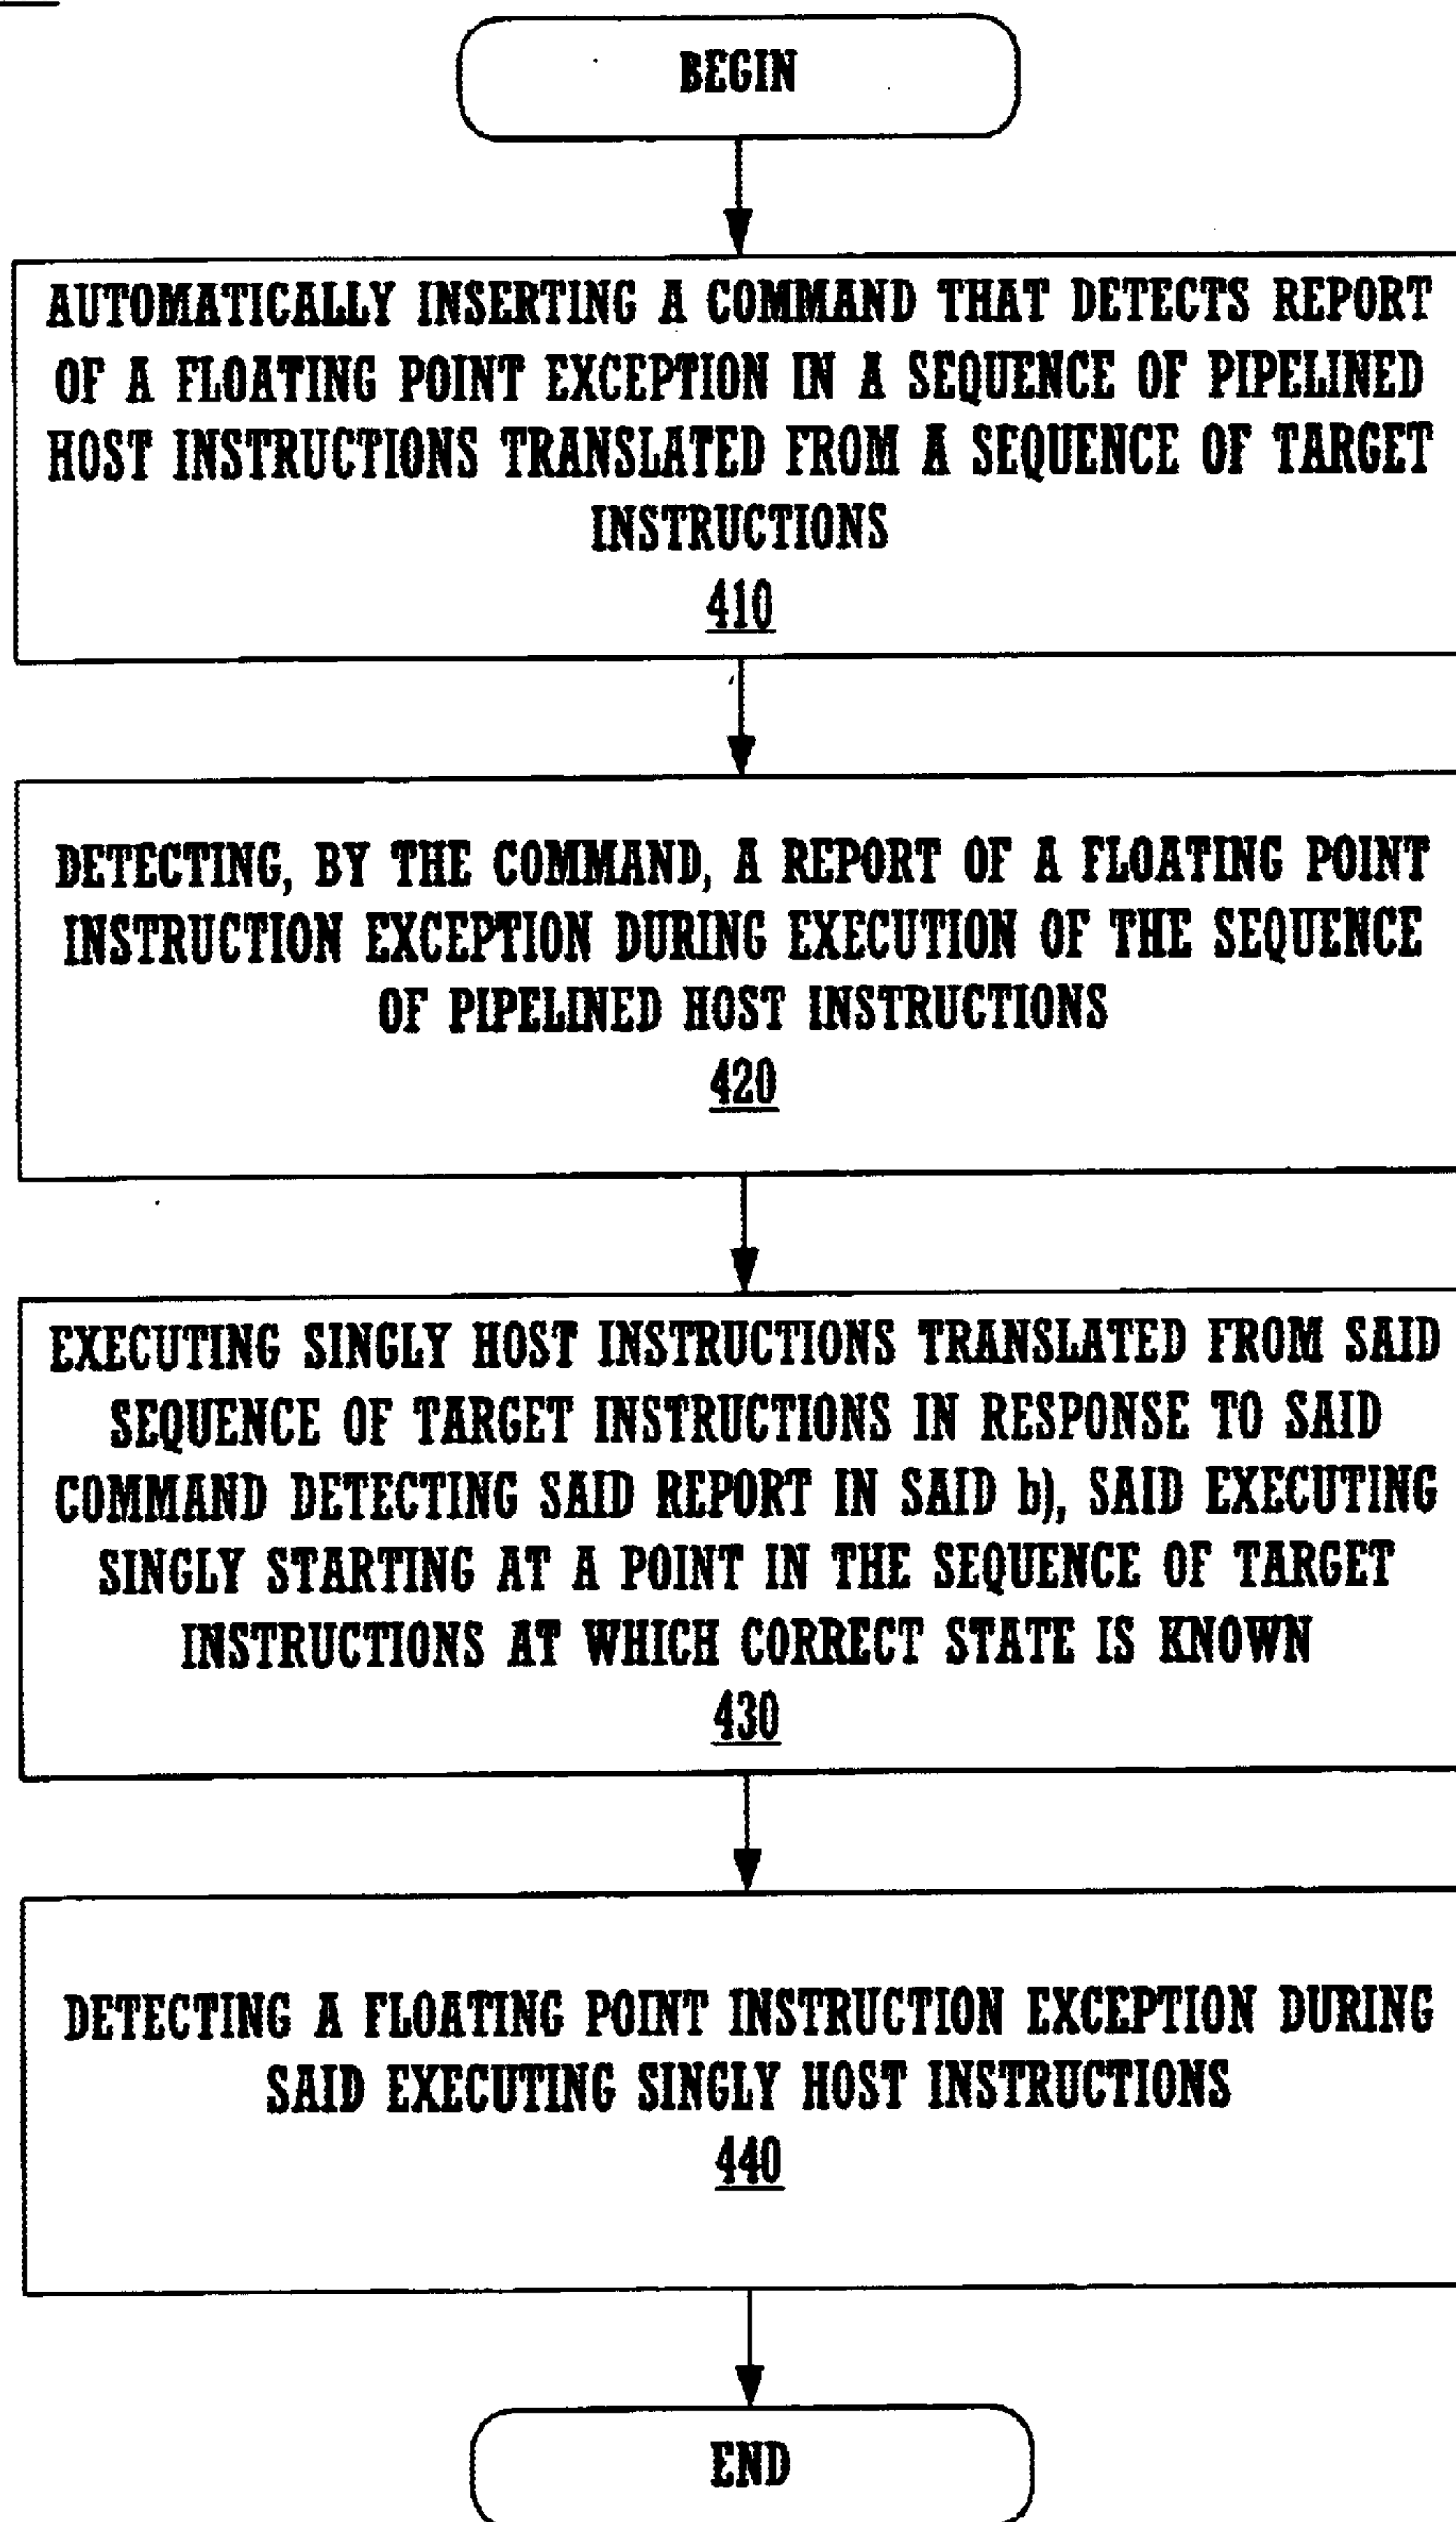 BEGIN
AUTOMATICALLY INSERTING A COMMAND THAT DETECTS REPORT
OF A FLOATING POINT EXCEPTION IN A SEQUENCE OF PIPELINED
HOST INSTRUCTIONS TRANSLATED FROM A SEQUENCE OF TARGET
INSTRUCTIONS
410
DETECTING, BY THE COMMAND, A REPORT OF A FLOATING POINT
INSTRUCTION EXCEPTION DURING EXECUTION OF THE SEQUENCE
OF PIPELINED HOST INSTRUCTIONS
420
EXECUTING SINGLY HOST INSTRUCTIONS TRANSLATED FROM SAID
SEQUENCE OF TARGET INSTRUCTIONS IN RESPONSE TO SAID
COMMAND DETECTING SAID REPORT IN SAID b), SAID EXECUTING
SINGLY STARTING AT A POINT IN THE SEQUENCE OF TARGET
INSTRUCTIONS AT WHICH CORRECT STATE IS KNOWN
430
DETECTING A FLOATING POINT INSTRUCTION EXCEPTION DURING
SAID EXECUTING SINGLY HOST INSTRUCTIONS
440
END